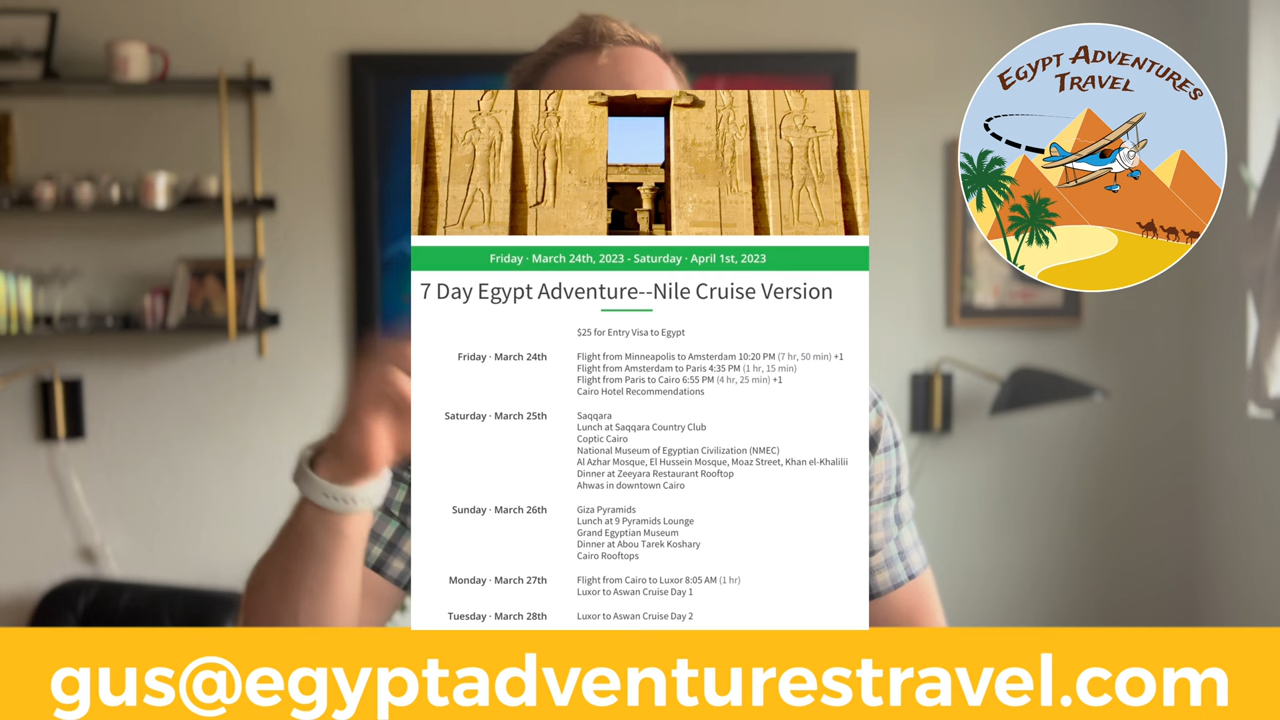 EGYPT ADVENTURES
TRAVEL
Friday · March 24th, 2023 - Saturday · April 1st, 2023
7 Day Egypt Adventure--Nile Cruise Version
$25 for Entry Visa to Egypt
Friday · March 24th
Flight from Minneapolis to Amsterdam 10:20 PM (7 hr, 50 min) +1
Flight from Amsterdam to Paris 4:35 PM (1 hr, 15 min)
Flight from Paris to Cairo 6:55 PM (4 hr, 25 min) +1
Cairo Hotel Recommendations
Saturday · March 25th
Saqqara
Lunch at Saqqara Country Club
Coptic Cairo
National Museum of Egyptian Civilization (NMEC)
Al Azhar Mosque, El Hussein Mosque, Moaz Street, Khan el-Khalilii
Dinner at Zeeyara Restaurant Rooftop
Ahwas in downtown Cairo
Sunday · March 26th
Giza Pyramids
Lunch at 9 Pyramids Lounge
Grand Egyptian Museum
Dinner at Abou Tarek Koshary
Cairo Rooftops
Monday · March 27th
Flight from Cairo to Luxor 8:05 AM (1 hr)
Luxor to Aswan Cruise Day 1
Tuesday · March 28th
Luxor to Aswan Cruise Day 2
gus@egyptadventurestravel.com